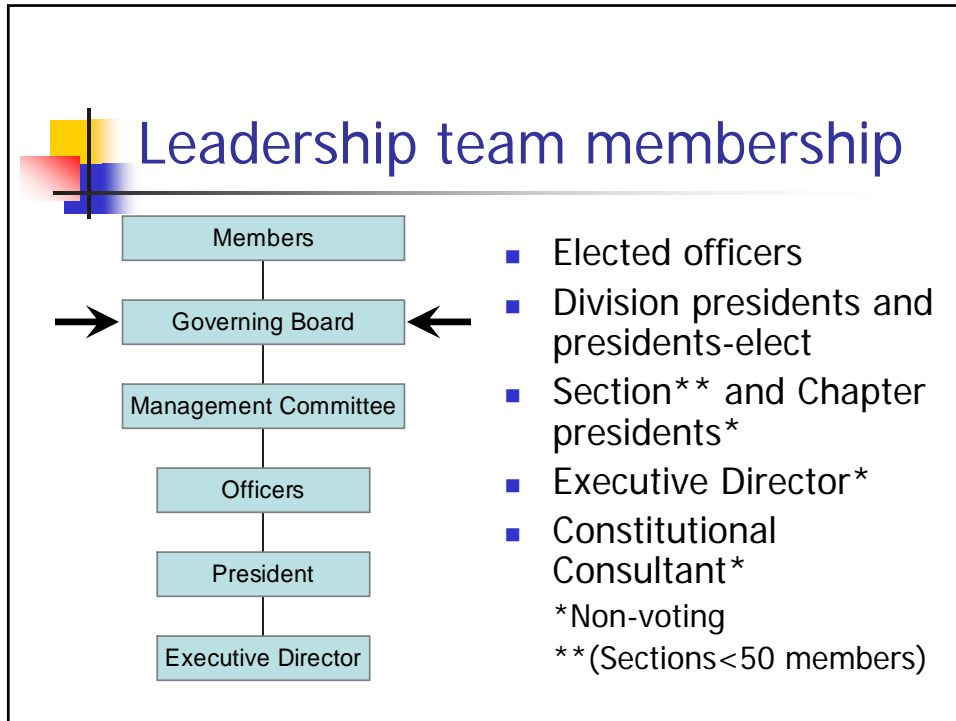 Leadership team membership
Members
Governing Board
Management Committee
Officers
President
Executive Director
Elected officers
Division presidents and
presidents-elect
Section** and Chapter
presidents*
Executive Director*
Constitutional
Consultant*
*Non-voting
**(Sections<50 members)